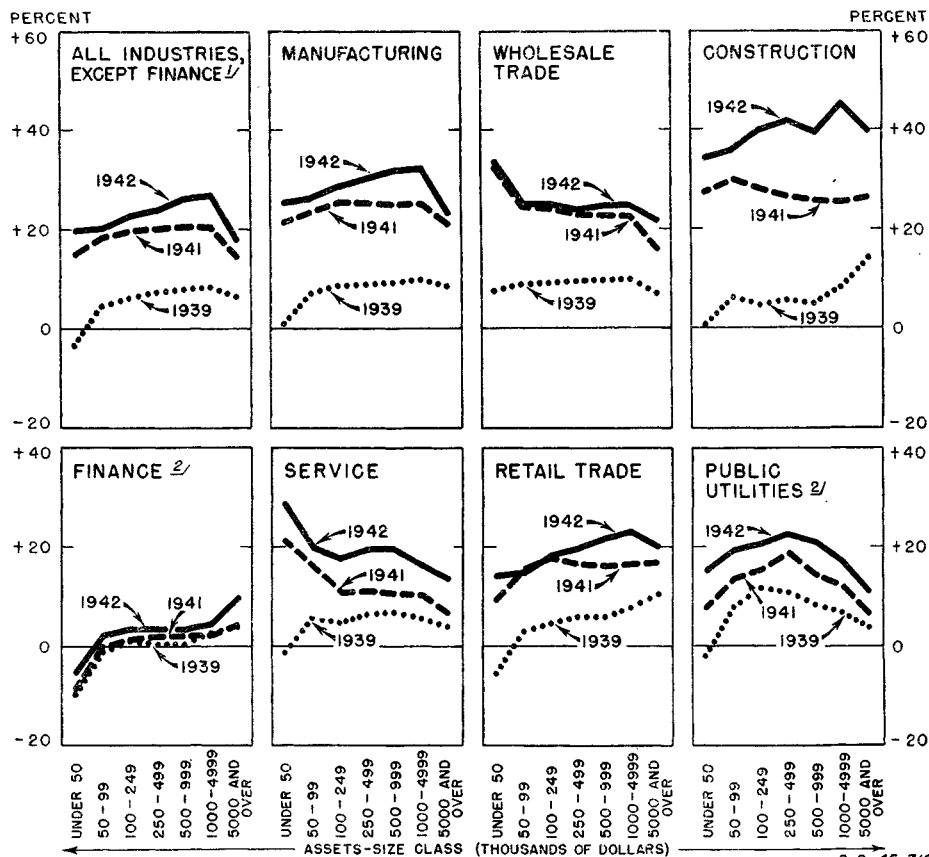 PERCENT
PERCENT
+60
+60
ALL INDUSTRIES,
EXCEPT FINANCE 1/
MANUFACTURING
WHOLESALE
TRADE
CONSTRUCTION
+40
+40
1942
1942
1942
1942
+20
+20
1941
1941
1941
1941
1939
1939
1939
1939
0
0
-20
-20
+40
+40
FINANCE 2/
SERVICE
RETAIL TRADE
PUBLIC
UTILITIES 2/
+20
+20
1942
1941
1939
1942
1941
1939
1942
1941
1939
1942
1941
1939
0
0
-20
-20
UNDER 50
50-99
100-249
250-499
500-999
1000-4999
5000 AND
OVER
UNDER 50
50-99
100-249
250-499
500-999
1000-4999
5000 AND
OVER
UNDER 50
50-99
100-249
250-499
500-999
1000-4999
5000 AND
OVER
UNDER 50
50-99
100-249
250-499
500-999
1000-4999
5000 AND
OVER
ASSETS-SIZE CLASS (THOUSANDS OF DOLLARS)